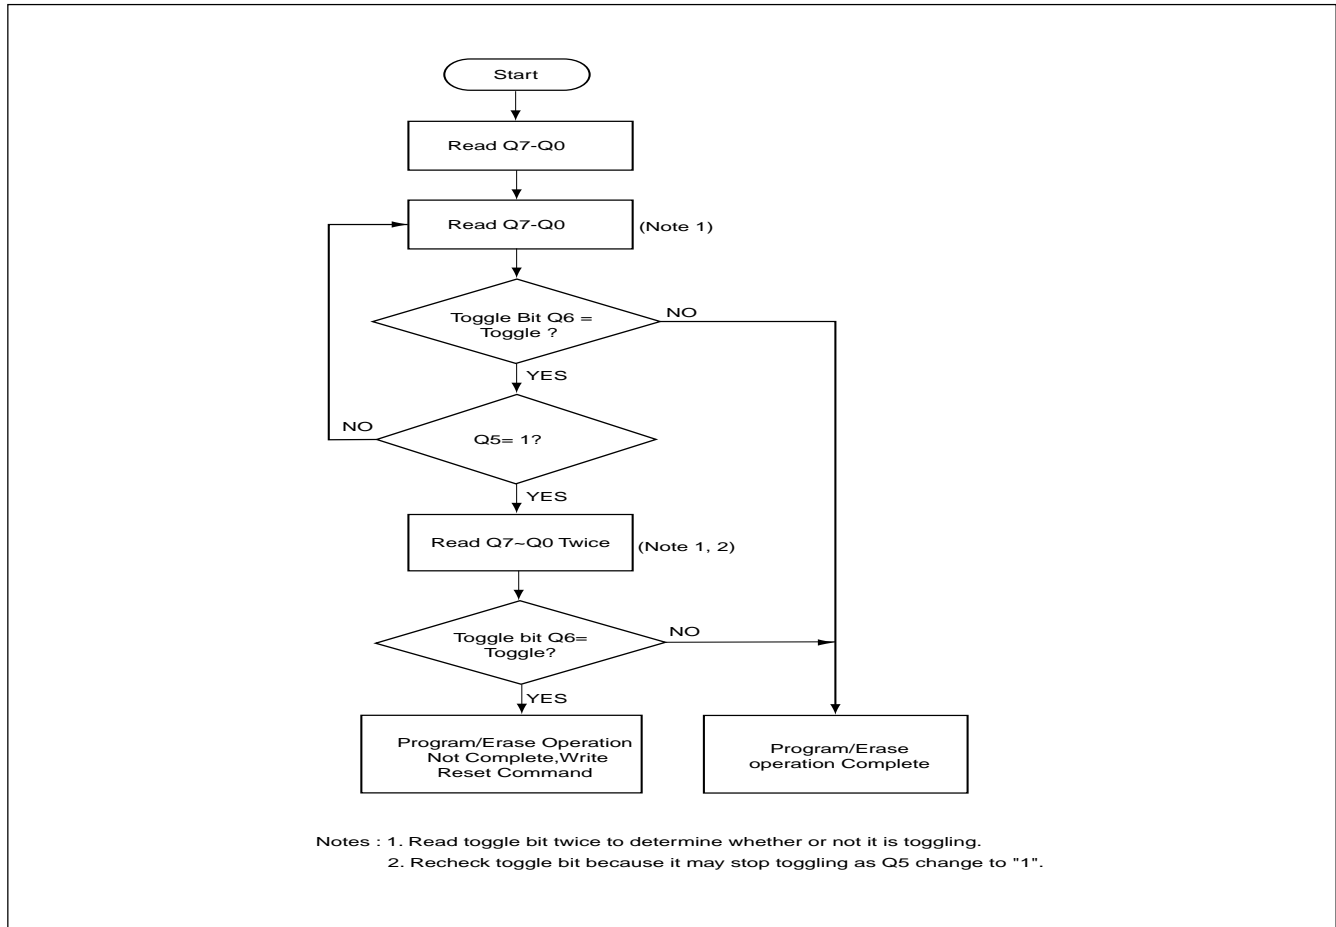 Start
Read Q7-Q0
Read Q7-Q0
(Note 1)
Toggle Bit Q6 =
Toggle ?
NO
YES
NO
Q5= 1?
YES
Read Q7~Q0 Twice
(Note 1, 2)
Toggle bit Q6=
Toggle?
NO
YES
Program/Erase Operation
Not Complete,Write
Reset Command
Program/Erase
operation Complete
Notes : 1. Read toggle bit twice to determine whether or not it is toggling.
2. Recheck toggle bit because it may stop toggling as Q5 change to "1".